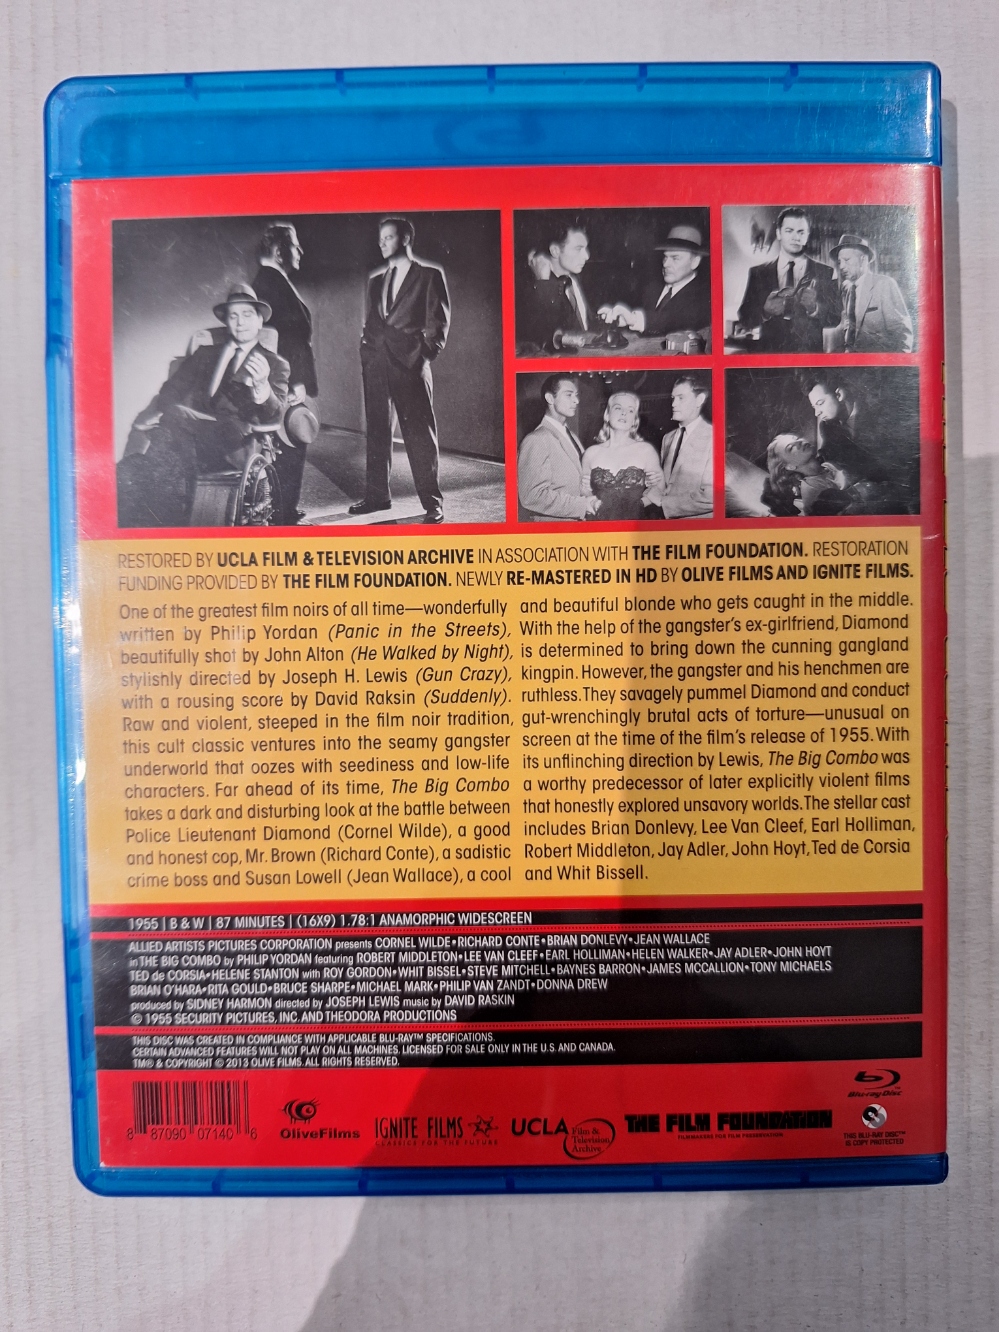 RESTORED BY UCLA FILM & TELEVISION ARCHIVE IN ASSOCIATION WITH THE FILM FOUNDATION. RESTORATION
FUNDING PROVIDED BY THE FILM FOUNDATION. NEWLY RE-MASTERED IN HD BY OLIVE FILMS AND IGNITE FILMS.
One of the greatest film noirs of all time—wonderfully
written by Philip Yordan (Panic in the Streets),
beautifully shot by John Alton (He Walked by Night),
stylishly directed by Joseph H. Lewis (Gun Crazy),
with a rousing score by David Raksin (Suddenly).
Raw and violent, steeped in the film noir tradition,
this cult classic ventures into the seamy gangster
underworld that oozes with seediness and low-life
characters. Far ahead of its time, The Big Combo
takes a dark and disturbing look at the battle between
Police Lieutenant Diamond (Cornel Wilde), a good
and honest cop, Mr. Brown (Richard Conte), a sadistic
crime boss and Susan Lowell (Jean Wallace), a cool
and beautiful blonde who gets caught in the middle.
With the help of the gangster's ex-girlfriend, Diamond
is determined to bring down the cunning gangland
kingpin. However, the gangster and his henchmen are
ruthless. They savagely pummel Diamond and conduct
gut-wrenchingly brutal acts of torture—unusual on
screen at the time of the film's release of 1955. With
its unflinching direction by Lewis, The Big Combo was
a worthy predecessor of later explicitly violent films
that honestly explored unsavory worlds. The stellar cast
includes Brian Donlevy, Lee Van Cleef, Earl Holliman,
Robert Middleton, Jay Adler, John Hoyt, Ted de Corsia
and Whit Bissell.
1955 | B & W | 87 MINUTES | (16X9) 1.78:1 ANAMORPHIC WIDESCREEN
ALLIED ARTISTS PICTURES CORPORATION presents CORNEL WILDE•RICHARD CONTE•BRIAN DONLEVY•JEAN WALLACE
in THE BIG COMBO by PHILIP YORDAN featuring ROBERT MIDDLETON•LEE VAN CLEEF•EARL HOLLIMAN•HELEN WALKER•JAY ADLER•JOHN HOYT
TED de CORSIA•HELENE STANTON with ROY GORDON•WHIT BISSEL•STEVE MITCHELL•BAYNES BARRON•JAMES MCCALLION•TONY MICHAELS
BRIAN O'HARA•RITA GOULD•BRUCE SHARPE•MICHAEL MARK•PHILIP VAN ZANDT•DONNA DREW
produced by SIDNEY HARMON directed by JOSEPH LEWIS music by DAVID RASKIN
© 1955 SECURITY PICTURES, INC. AND THEODORA PRODUCTIONS
THIS DISC WAS CREATED IN COMPLIANCE WITH APPLICABLE BLU-RAY™ SPECIFICATIONS.
CERTAIN ADVANCED FEATURES WILL NOT PLAY ON ALL MACHINES. LICENSED FOR SALE ONLY IN THE U.S. AND CANADA.
TM® & COPYRIGHT © 2013 OLIVE FILMS. ALL RIGHTS RESERVED.
8 87090 07140 6
OliveFilms
IGNITE FILMS
CLASSICS FOR THE FUTURE
UCLA Film &
Television
Archive
THE FILM FOUNDATION
FILMMAKERS FOR FILM PRESERVATION
Blu-ray Disc™
THIS BLU-RAY DISC™
IS COPY PROTECTED